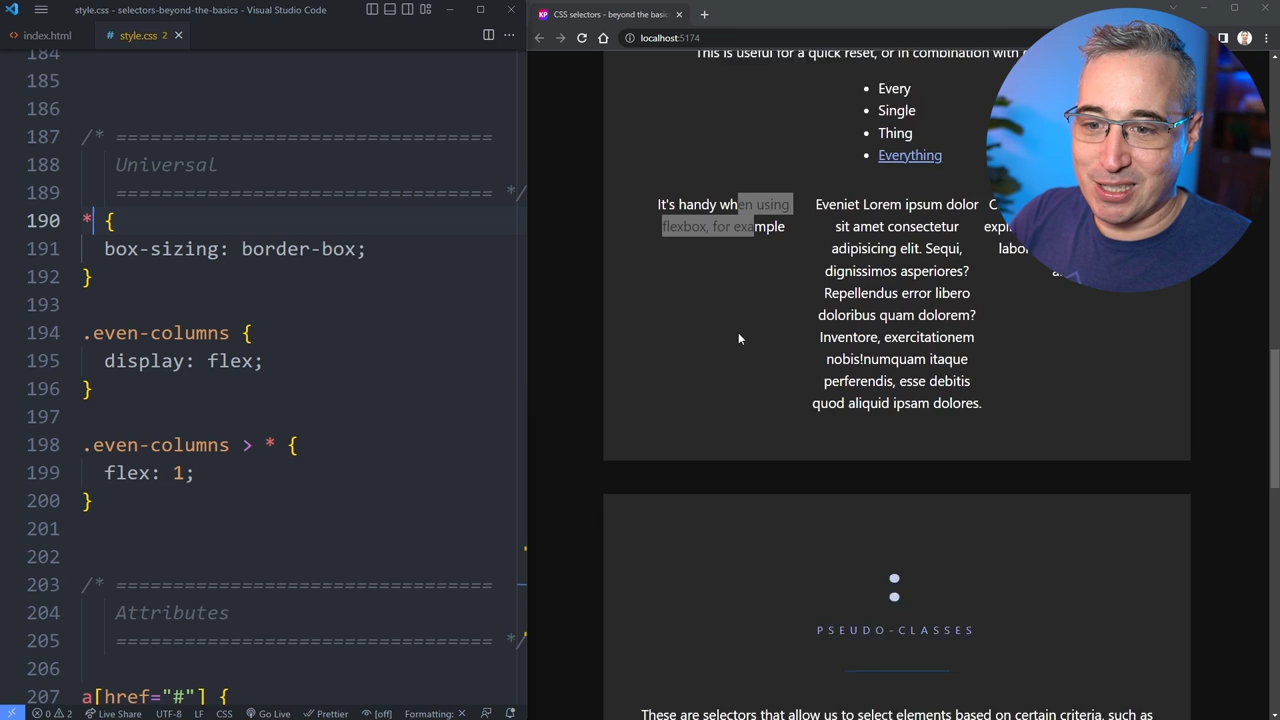 style.css - selectors-beyond-the-basics - Visual Studio Code
index.html
# style.css 2
184
185
186
187 /* ================================
188 Universal
189 ================================ */
190 * {
191 box-sizing: border-box;
192 }
193
194 .even-columns {
195 display: flex;
196 }
197
198 .even-columns > * {
199 flex: 1;
200 }
201
202
203 /* ================================
204 Attributes
205 ================================ */
206
207 a[href="#"] {
0 2 Live Share UTF-8 LF CSS Go Live Prettier [off] Formatting:
KP CSS selectors - beyond the basic
localhost:5174
This is useful for a quick reset, or in combination with
Every
Single
Thing
Everything
It's handy when using
flexbox, for example
Eveniet Lorem ipsum dolor
sit amet consectetur
adipisicing elit. Sequi,
dignissimos asperiores?
Repellendus error libero
doloribus quam dolorem?
Inventore, exercitationem
nobis!numquam itaque
perferendis, esse debitis
quod aliquid ipsam dolores.
:
PSEUDO-CLASSES
These are selectors that allow us to select elements based on certain criteria, such as